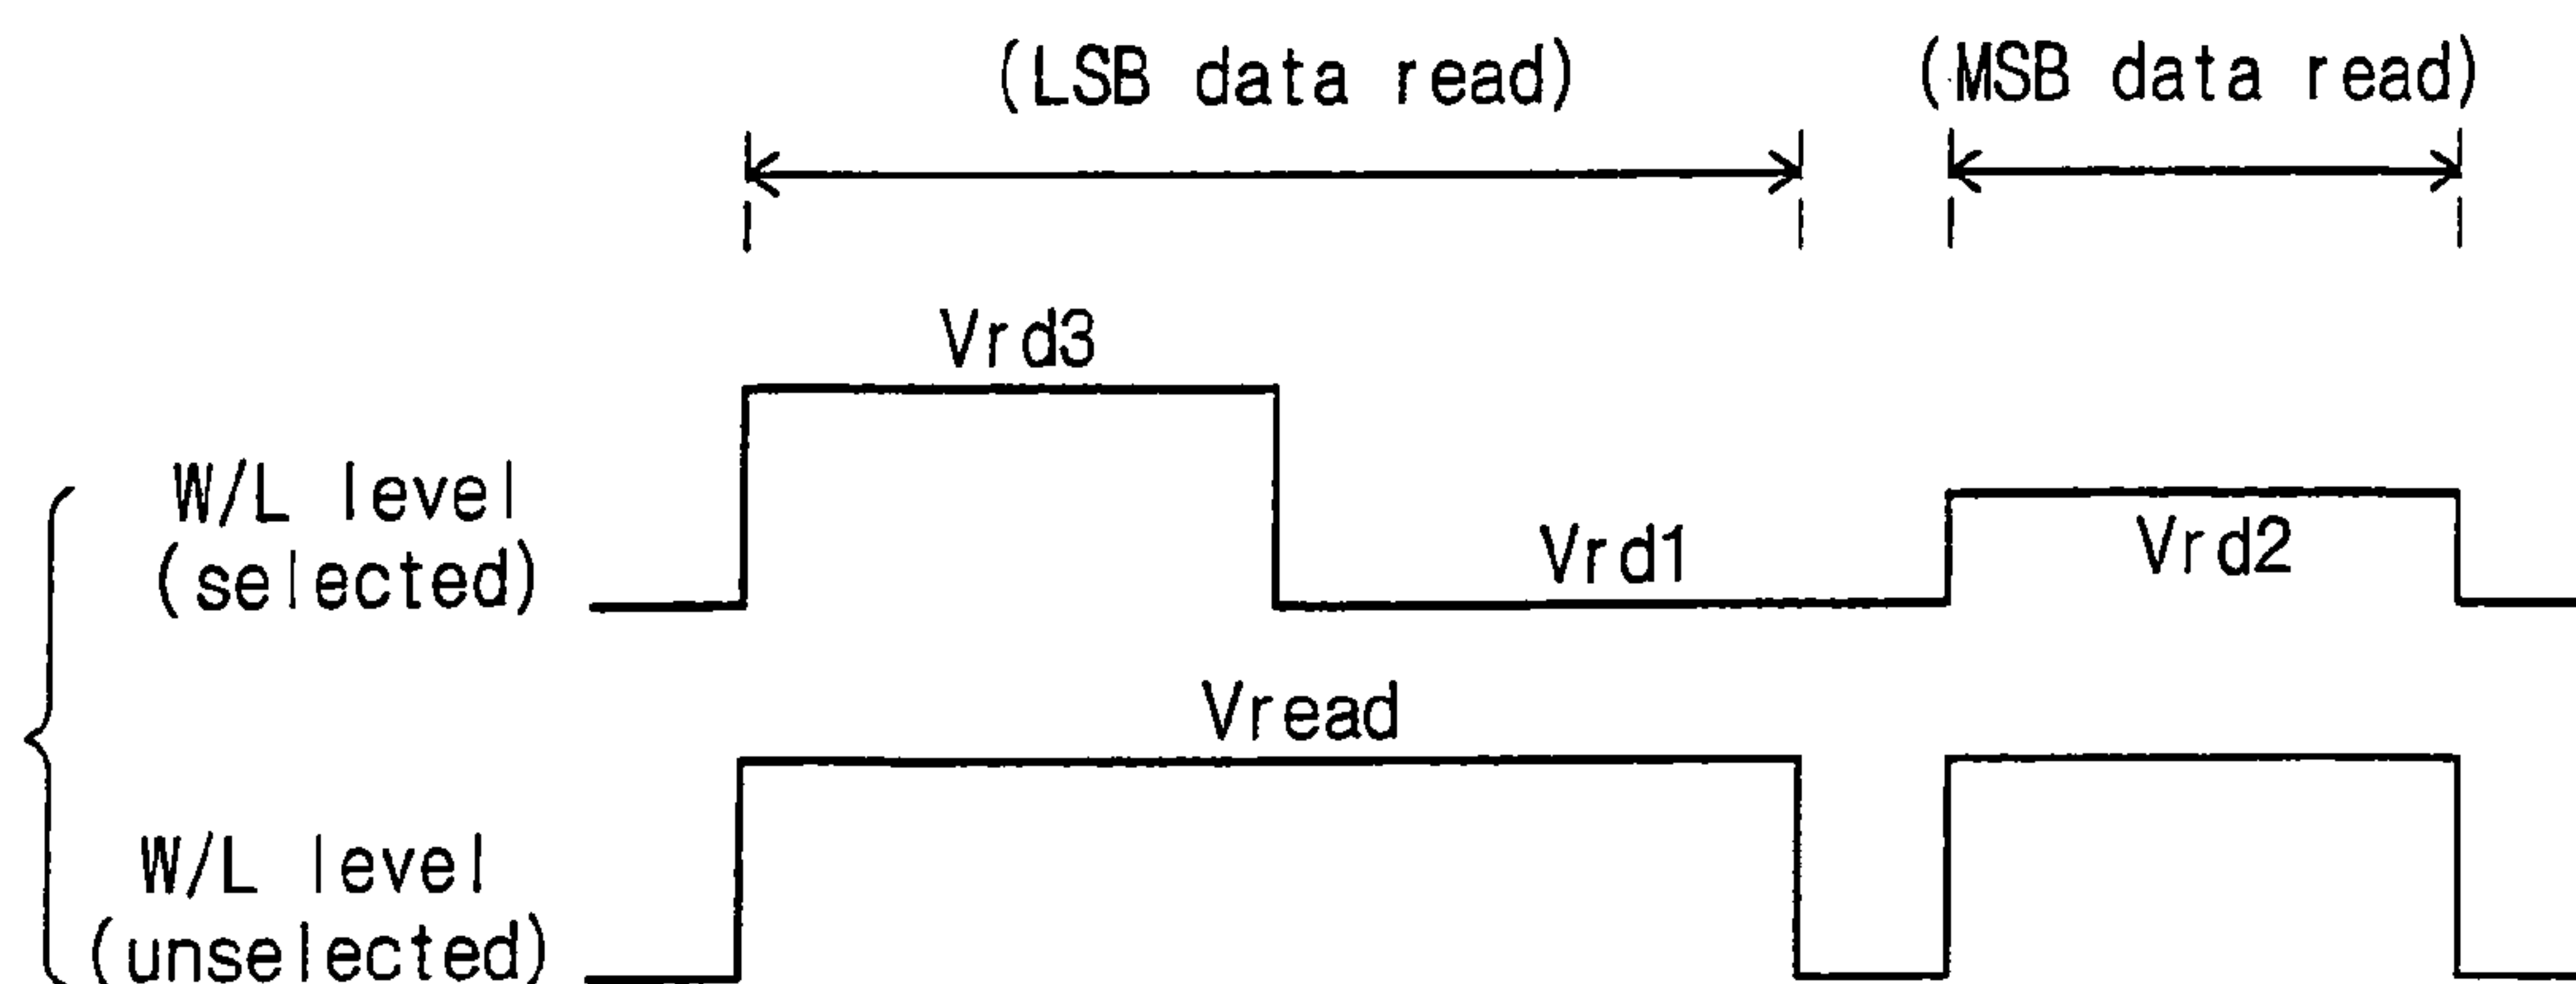 (LSB data read) (MSB data read)
Vrd3
W/L level
(selected)
Vrd1
Vrd2
Vread
W/L level
(unselected)